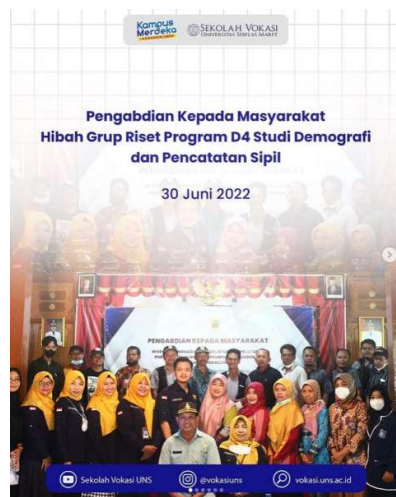 Kampus
Merdeka
SEKOLAH VOKASI
UNIVERSITAS SEBELAS MARET
Pengabdian Kepada Masyarakat
Hibah Grup Riset Program D4 Studi Demografi
dan Pencatatan Sipil
30 Juni 2022
PENGABDIAN KEPADA MASYARAKAT
Sekolah Vokasi UNS
@vokasiuns
vokasi.uns.ac.id